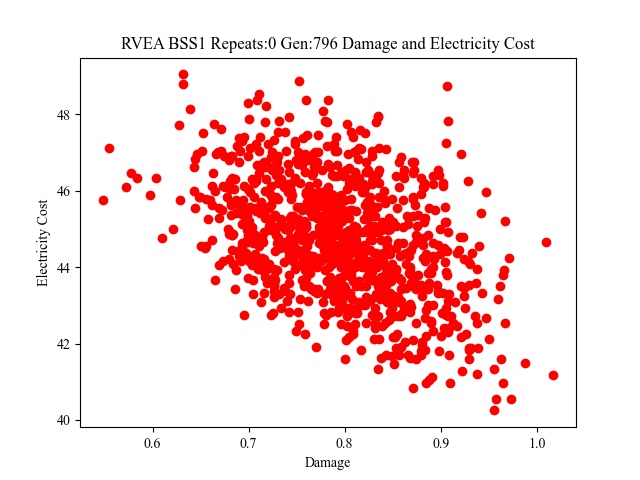 RVEA BSS1 Repeats:0 Gen:796 Damage and Electricity Cost
48
46
44
42
40
Electricity Cost
0.6 0.7 0.8 0.9 1.0
Damage